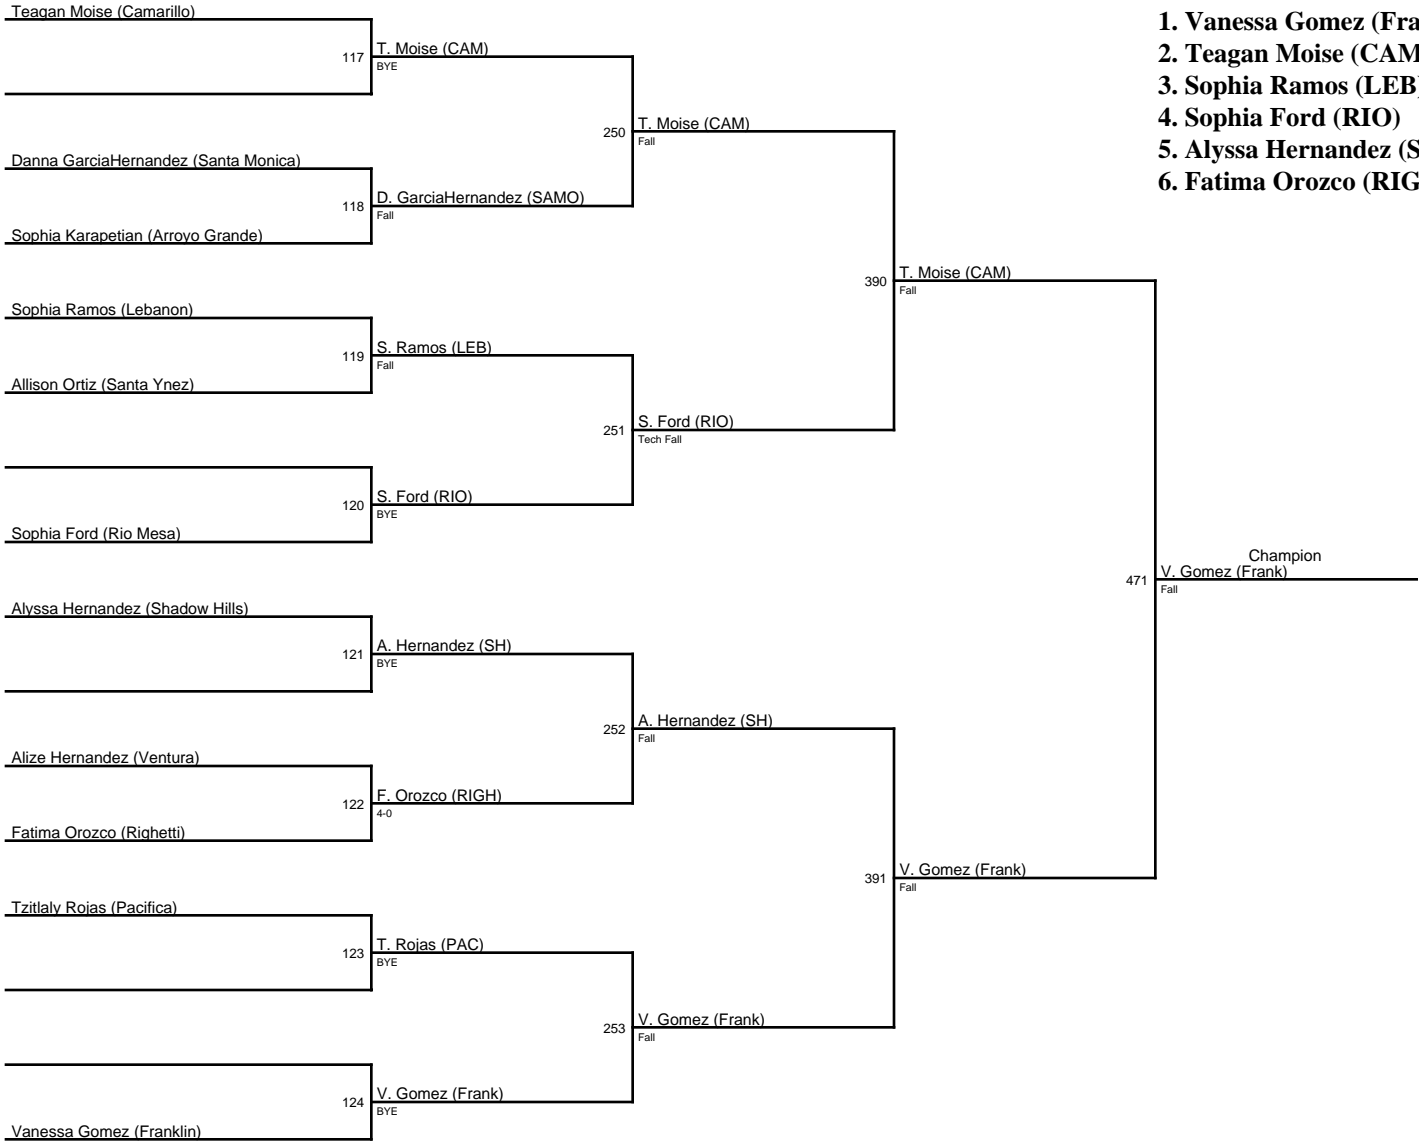 Teagan Moise (Camarillo)
117
T. Moise (CAM)
BYE
250
T. Moise (CAM)
Fall
Danna GarciaHernandez (Santa Monica)
118
D. GarciaHernandez (SAMO)
Fall
Sophia Karapetian (Arroyo Grande)
390
T. Moise (CAM)
Fall
Sophia Ramos (Lebanon)
119
S. Ramos (LEB)
Fall
Allison Ortiz (Santa Ynez)
251
S. Ford (RIO)
Tech Fall
120
S. Ford (RIO)
BYE
Sophia Ford (Rio Mesa)
Champion
471
V. Gomez (Frank)
Fall
Alyssa Hernandez (Shadow Hills)
121
A. Hernandez (SH)
BYE
252
A. Hernandez (SH)
Fall
Alize Hernandez (Ventura)
122
F. Orozco (RIGH)
4-0
Fatima Orozco (Righetti)
391
V. Gomez (Frank)
Fall
Tzitlaly Rojas (Pacifica)
123
T. Rojas (PAC)
BYE
253
V. Gomez (Frank)
Fall
124
V. Gomez (Frank)
BYE
Vanessa Gomez (Franklin)
1. Vanessa Gomez (Fra
2. Teagan Moise (CAM
3. Sophia Ramos (LEB)
4. Sophia Ford (RIO)
5. Alyssa Hernandez (S
6. Fatima Orozco (RIG